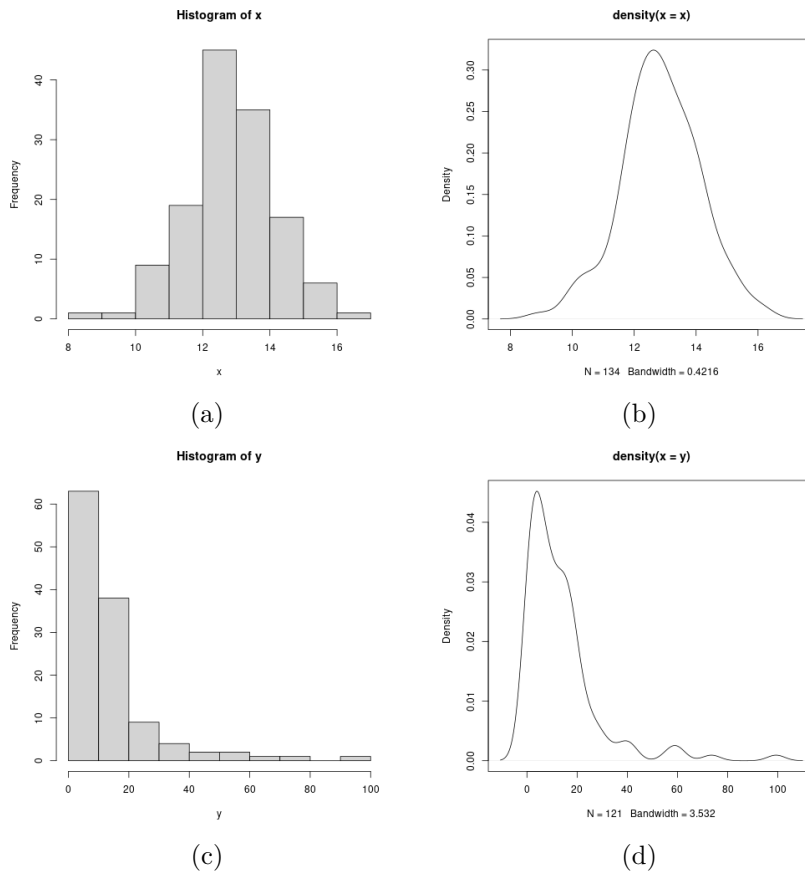 Histogram of x
Frequency
0 10 20 30 40
8 10 12 14 16
x
(a)
density(x = x)
Density
0.00 0.05 0.10 0.15 0.20 0.25 0.30
8 10 12 14 16
N = 134 Bandwidth = 0.4216
(b)
Histogram of y
Frequency
0 10 20 30 40 50 60
0 20 40 60 80 100
y
(c)
density(x = y)
Density
0.00 0.01 0.02 0.03 0.04
0 20 40 60 80 100
N = 121 Bandwidth = 3.532
(d)